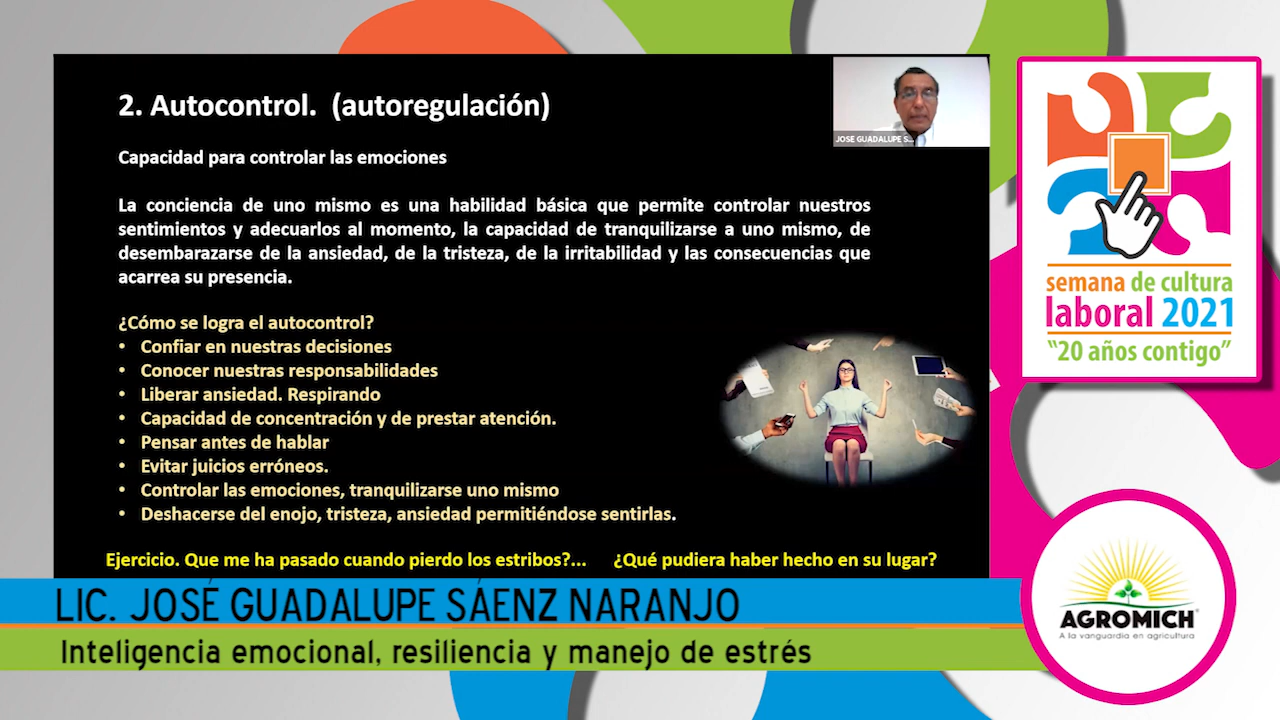 2. Autocontrol. (autoregulación)
JOSE GUADALUPE S...
Capacidad para controlar las emociones
La conciencia de uno mismo es una habilidad básica que permite controlar nuestros
sentimientos y adecuarlos al momento, la capacidad de tranquilizarse a uno mismo, de
desembarazarse de la ansiedad, de la tristeza, de la irritabilidad y las consecuencias que
acarrea su presencia.
¿Cómo se logra el autocontrol?
• Confiar en nuestras decisiones
• Conocer nuestras responsabilidades
• Liberar ansiedad. Respirando
• Capacidad de concentración y de prestar atención.
• Pensar antes de hablar
• Evitar juicios erróneos.
• Controlar las emociones, tranquilizarse uno mismo
• Deshacerse del enojo, tristeza, ansiedad permitiéndose sentirlas.
Ejercicio. Que me ha pasado cuando pierdo los estribos?... ¿Qué pudiera haber hecho en su lugar?
LIC. JOSÉ GUADALUPE SÁENZ NARANJO
Inteligencia emocional, resiliencia y manejo de estrés
semana de cultura
laboral 2021
"20 años contigo"
AGROMICH®
A la vanguardia en agricultura